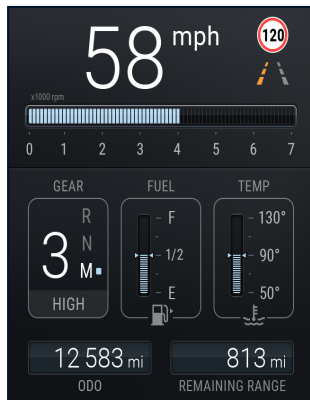 58 mph
120
x1000 rpm
0 1 2 3 4 5 6 7
GEAR FUEL TEMP
R
N
3 M
HIGH
F
1/2
E
130°
90°
50°
12 583 mi 813 mi
ODO REMAINING RANGE